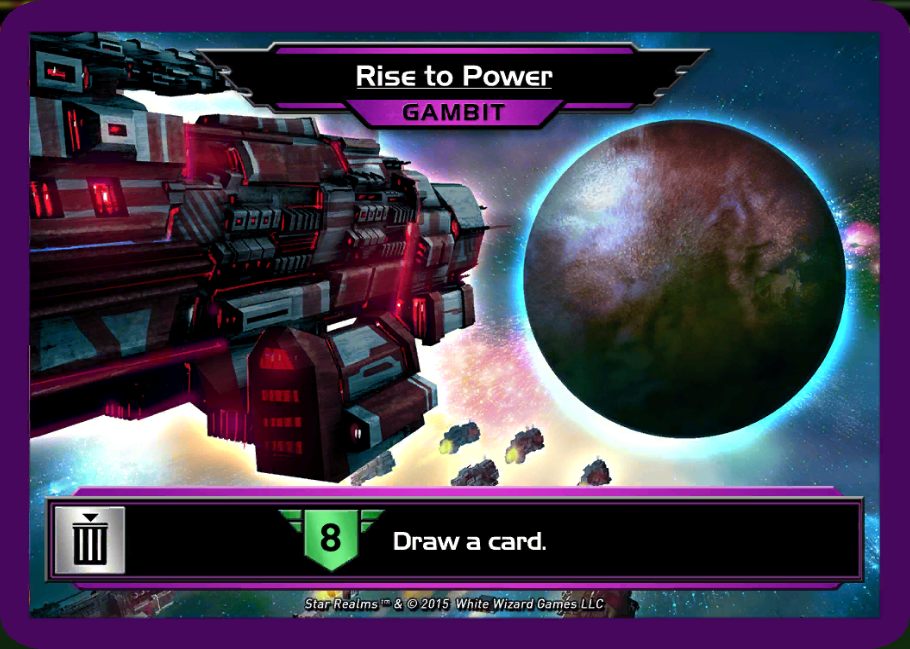 Rise to Power
GAMBIT
8 Draw a card.
Star Realms™ & © 2015 White Wizard Games LLC